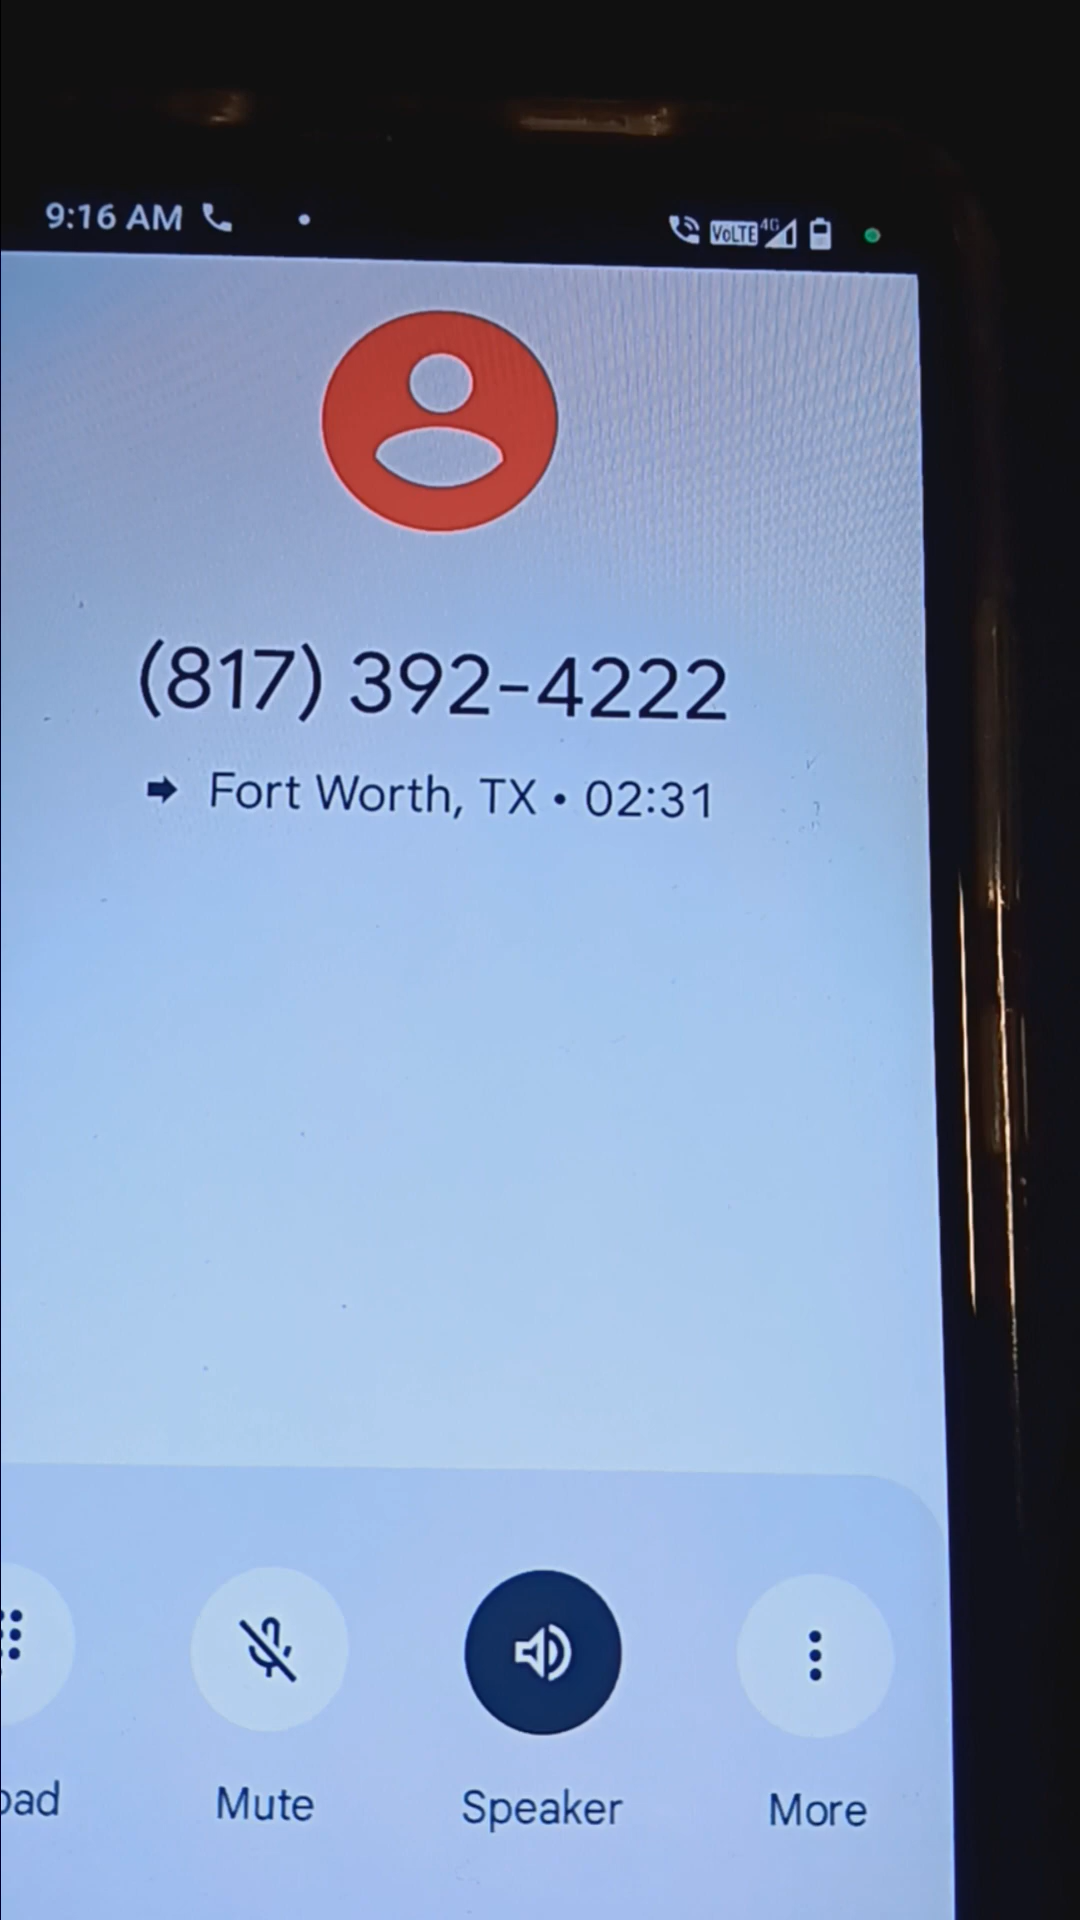 9:16 AM
VoLTE 4G
(817) 392-4222
Fort Worth, TX • 02:31
pad
Mute
Speaker
More